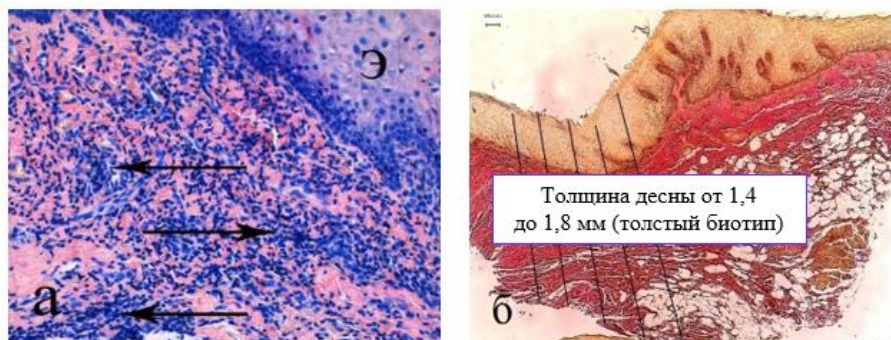 Э
а
Толщина десны от 1,4
до 1,8 мм (толстый биотип)
б